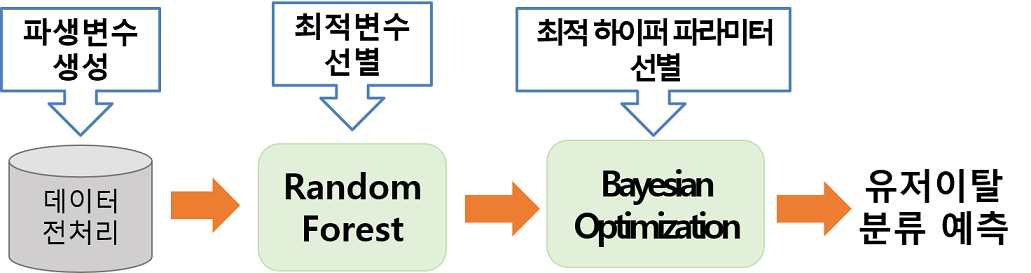 파생변수
생성
최적변수
선별
최적 하이퍼 파라미터
선별
데이터
전처리
Random
Forest
Bayesian
Optimization
유저이탈
분류 예측